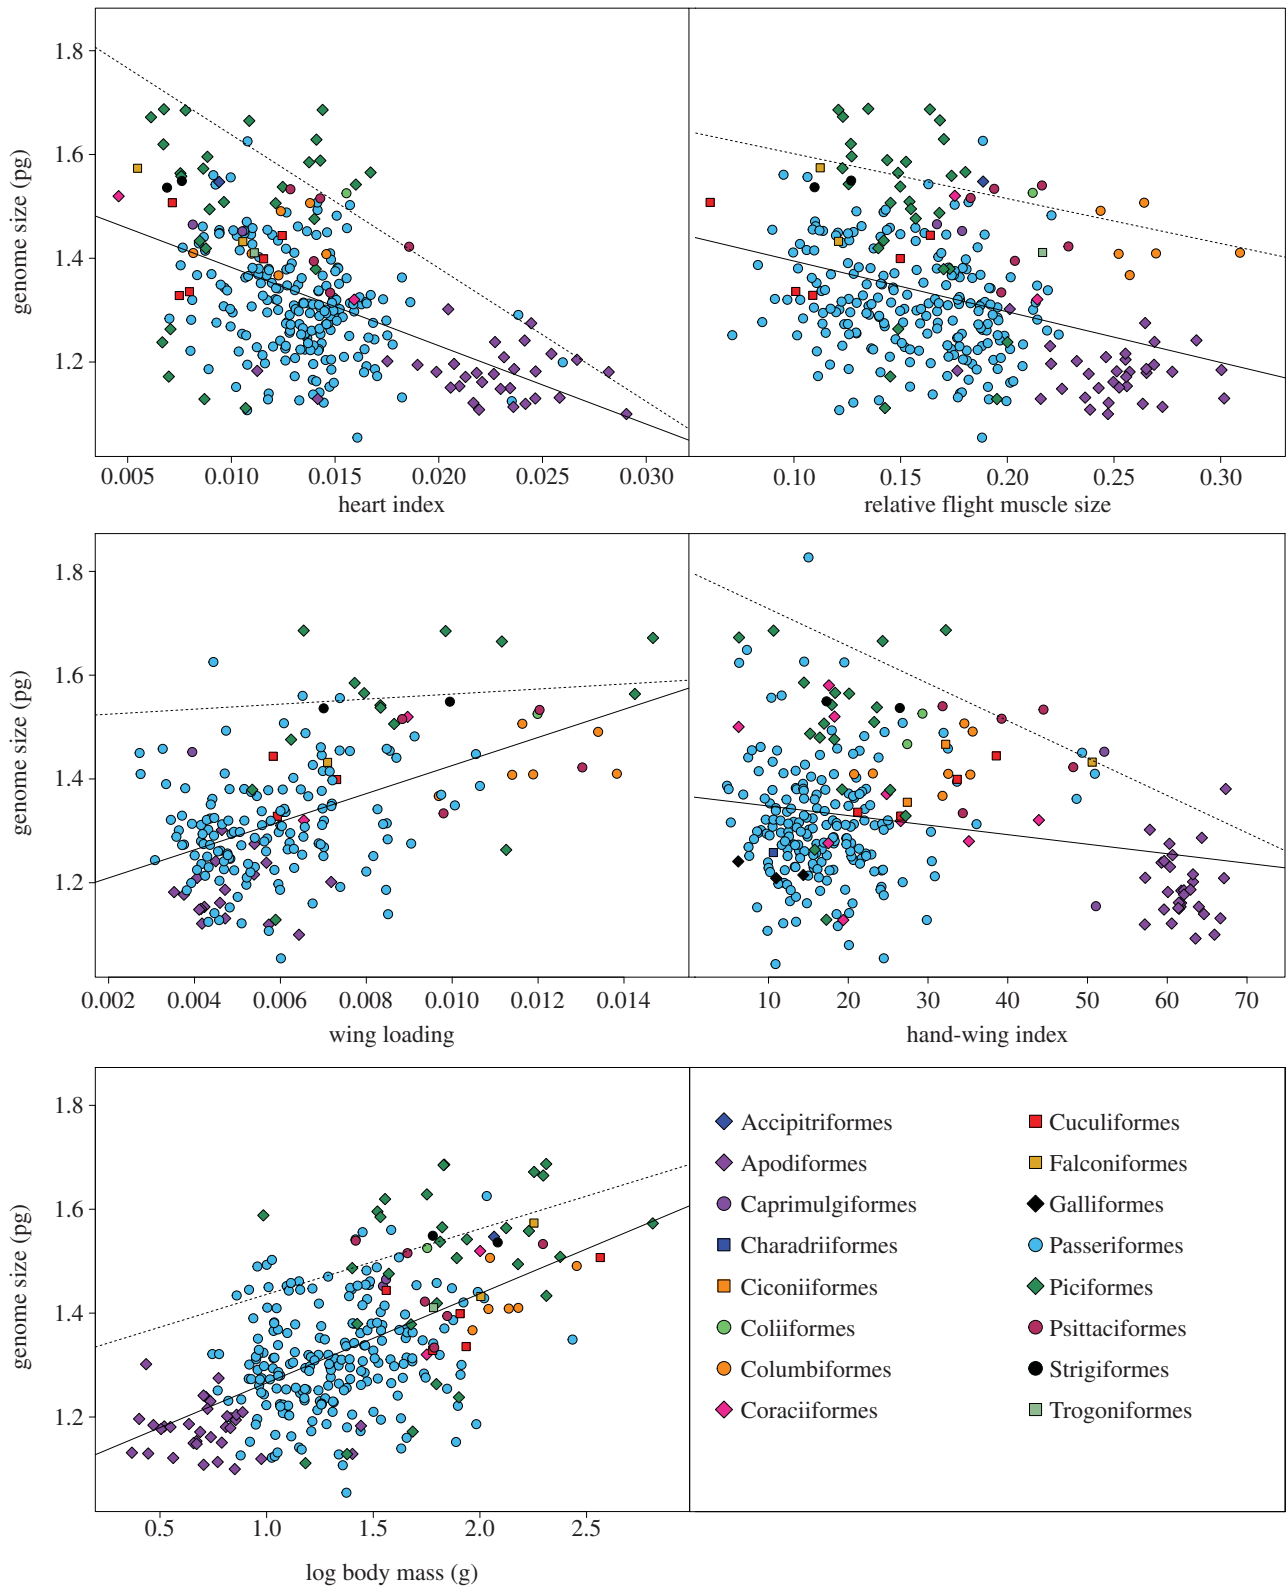 1.8
1.6
1.4
1.2
genome size (pg)
0.005 0.010 0.015 0.020 0.025 0.030
heart index
0.10 0.15 0.20 0.25 0.30
relative flight muscle size
1.8
1.6
1.4
1.2
genome size (pg)
0.002 0.004 0.006 0.008 0.010 0.012 0.014
wing loading
10 20 30 40 50 60 70
hand-wing index
1.8
1.6
1.4
1.2
genome size (pg)
0.5 1.0 1.5 2.0 2.5
log body mass (g)
Accipitriformes
Apodiformes
Caprimulgiformes
Charadriiformes
Ciconiiformes
Coliiformes
Columbiformes
Coraciiformes
Cuculiformes
Falconiformes
Galliformes
Passeriformes
Piciformes
Psittaciformes
Strigiformes
Trogoniformes